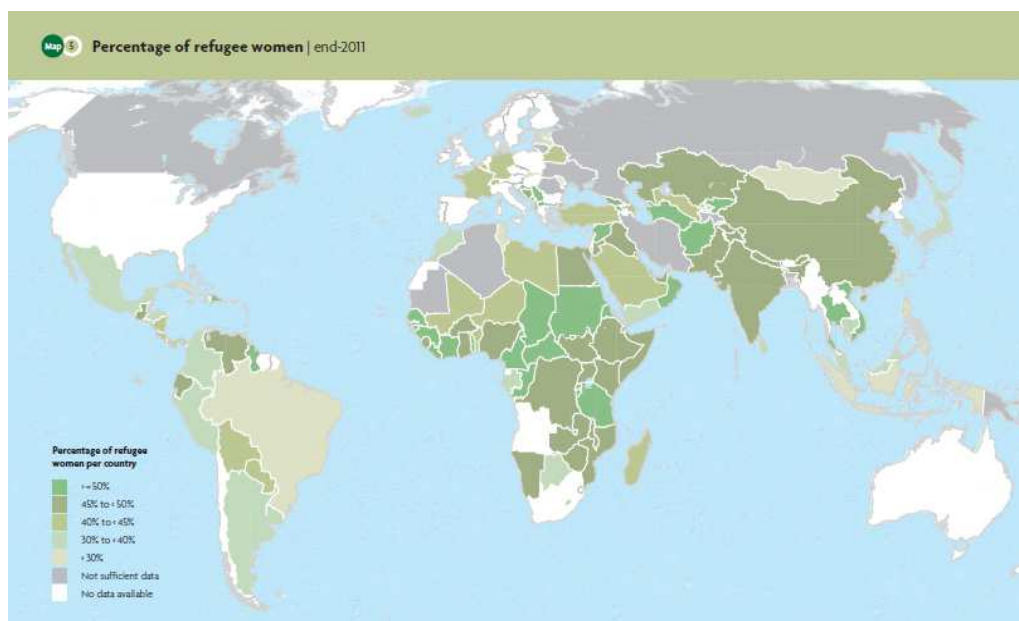 Map 5 Percentage of refugee women | end-2011
Percentage of refugee
women per country
>=50%
45% to <50%
40% to <45%
30% to <40%
<30%
Not sufficient data
No data available